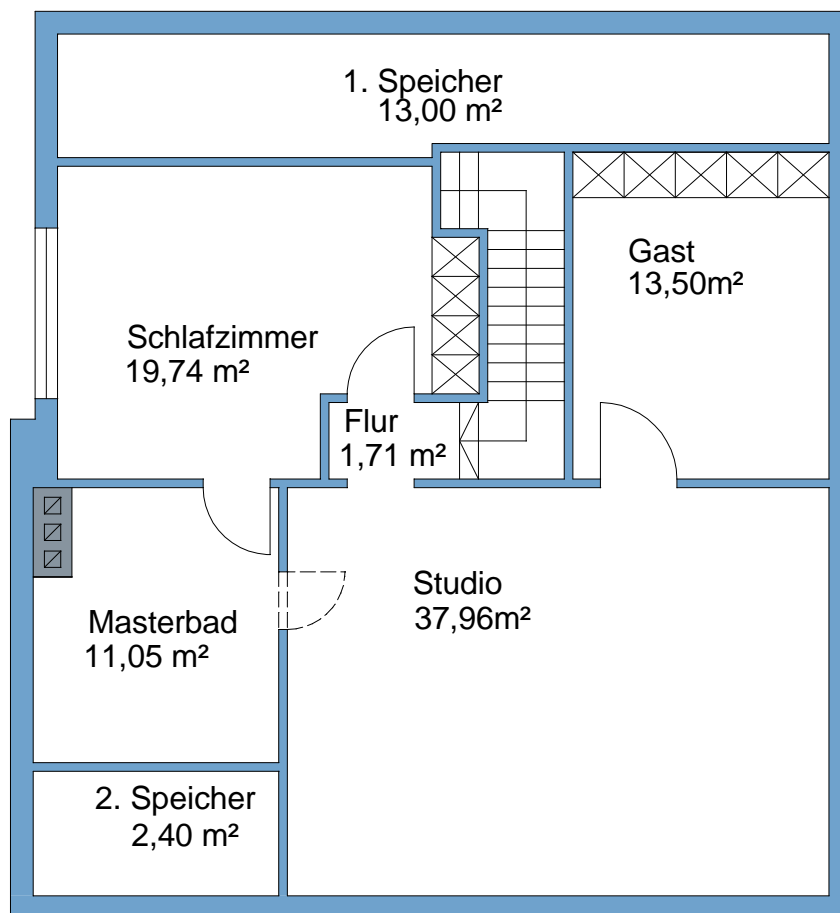 1. Speicher
13,00 m²
Gast
13,50m²
Schlafzimmer
19,74 m²
Flur
1,71 m²
Studio
37,96m²
Masterbad
11,05 m²
2. Speicher
2,40 m²